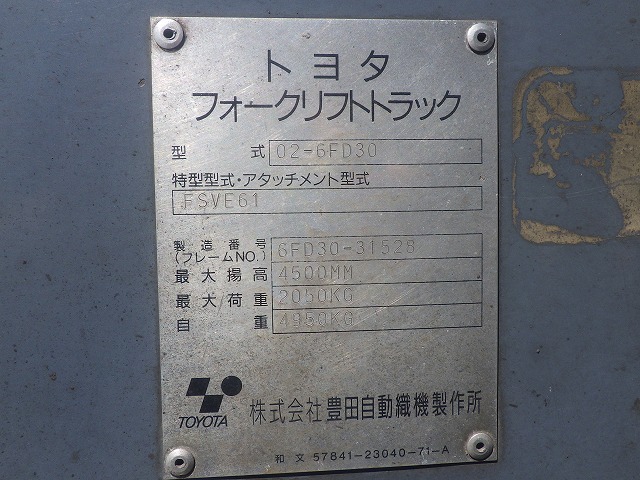 トヨタ
フォークリフトトラック
型 式 02-6FD30
特型型式・アタッチメント型式
FSVE61
製造番号
(フレームNO.) 6FD30-31528
最大揚高 4500MM
最大荷重 2050KG
自 重 4950KG
TOYOTA 株式会社豊田自動織機製作所
和文 57841-23040-71-A